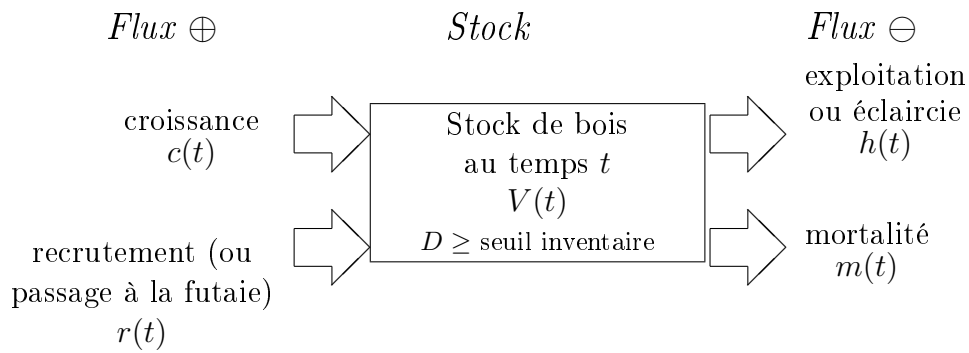 Flux ⊕
Stock
Flux ⊖
croissance
c(t)
recrutement (ou
passage à la futaie)
r(t)
Stock de bois
au temps t
V(t)
D ≥ seuil inventaire
exploitation
ou éclaircie
h(t)
mortalité
m(t)